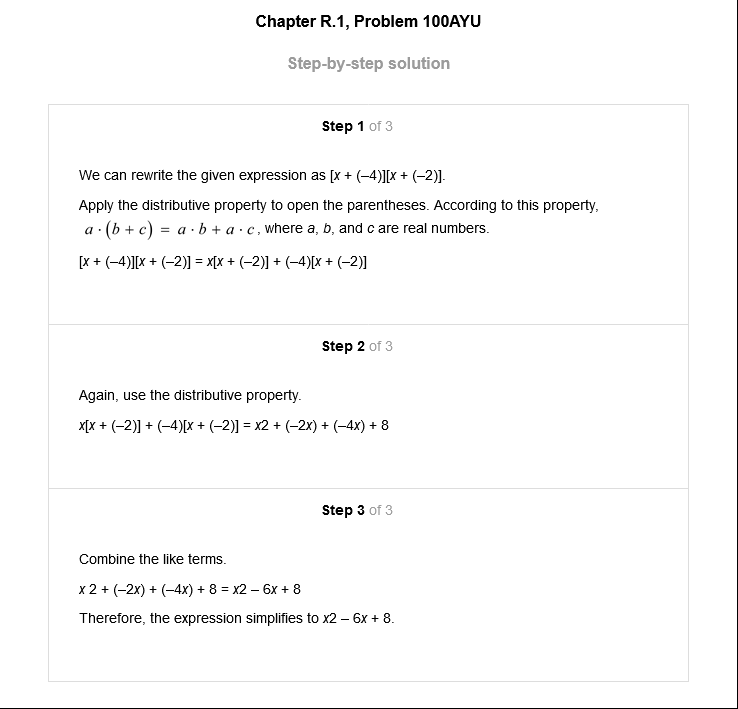 Chapter R.1, Problem 100AYU
Step-by-step solution
Step 1 of 3
We can rewrite the given expression as [x + (–4)][x + (–2)].
Apply the distributive property to open the parentheses. According to this property,
a · (b + c) = a · b + a · c, where a, b, and c are real numbers.
[x + (–4)][x + (–2)] = x[x + (–2)] + (–4)[x + (–2)]
Step 2 of 3
Again, use the distributive property.
x[x + (–2)] + (–4)[x + (–2)] = x2 + (–2x) + (–4x) + 8
Step 3 of 3
Combine the like terms.
x 2 + (–2x) + (–4x) + 8 = x2 – 6x + 8
Therefore, the expression simplifies to x2 – 6x + 8.